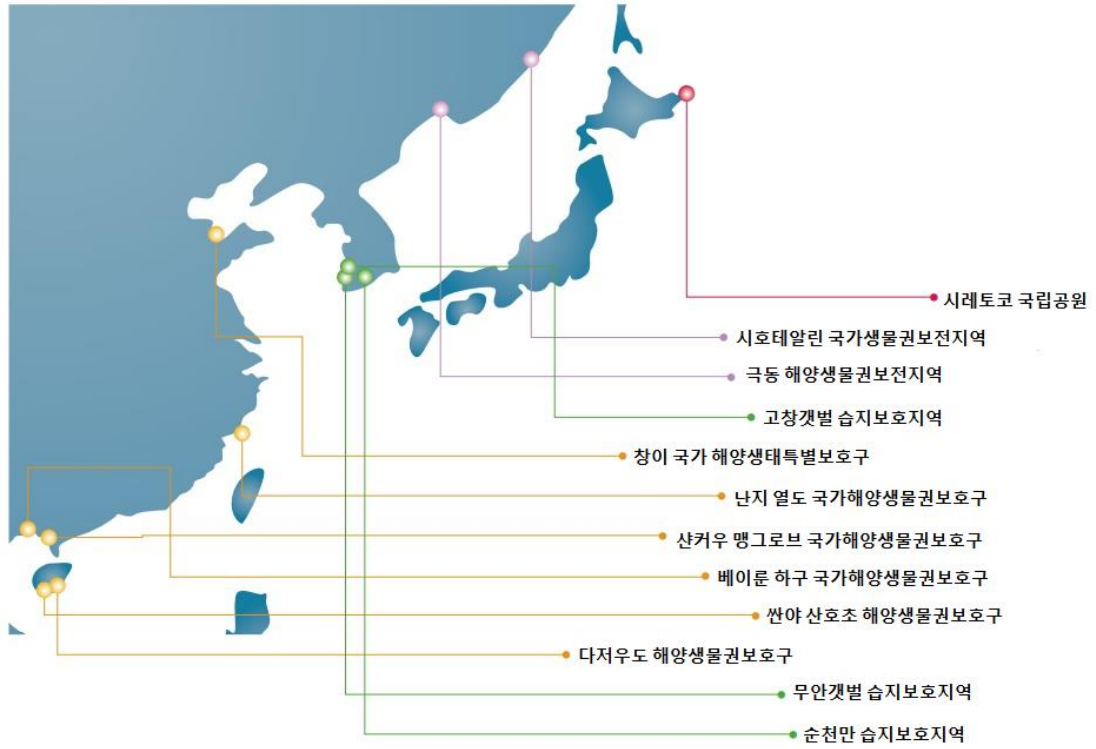 시레토코 국립공원
시호테알린 국가생물권보전지역
극동 해양생물권보전지역
고창갯벌 습지보호지역
창이 국가 해양생태특별보호구
난지 열도 국가해양생물권보호구
샨커우 맹그로브 국가해양생물권보호구
베이룬 하구 국가해양생물권보호구
싼야 산호초 해양생물권보호구
다저우도 해양생물권보호구
무안갯벌 습지보호지역
순천만 습지보호지역